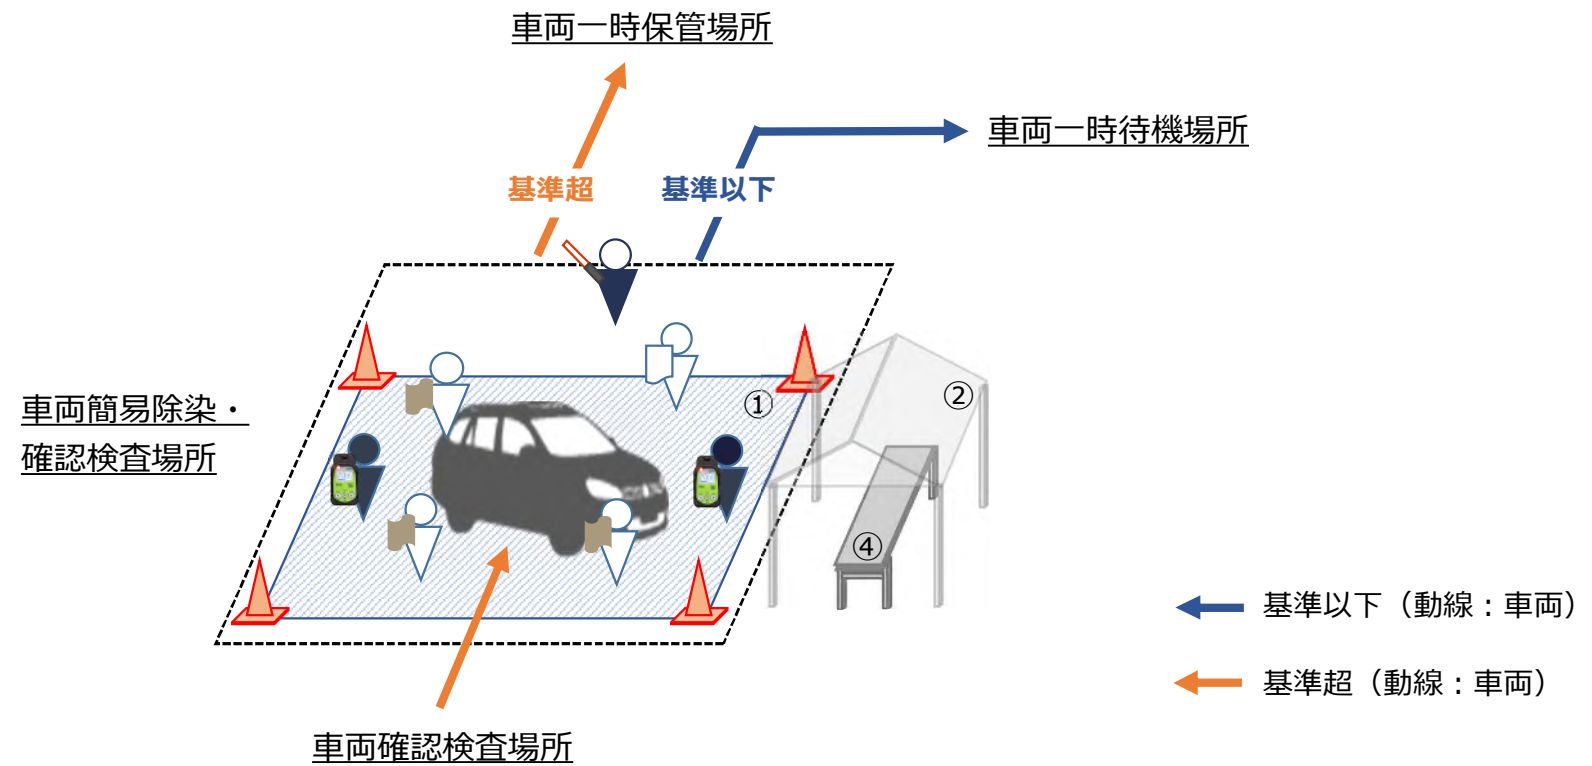 車両一時保管場所
車両一時待機場所
基準超
基準以下
①
②
車両簡易除染・
確認検査場所
④
基準以下（動線：車両）
基準超（動線：車両）
車両確認検査場所